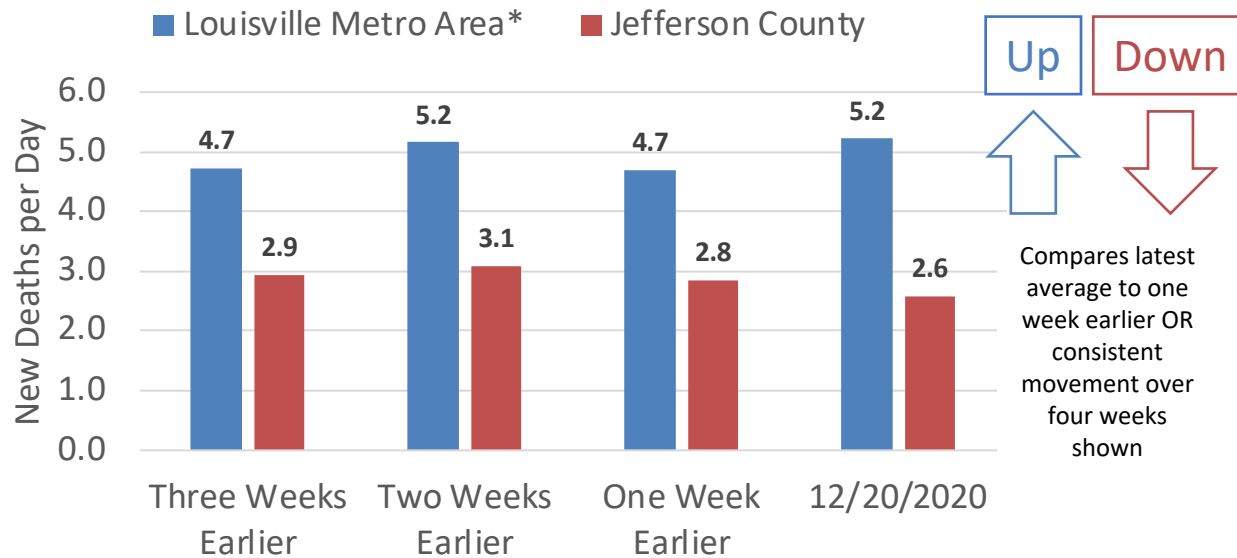 Louisville Metro Area* Jefferson County
Up Down
New Deaths per Day
6.0
5.0
4.0
3.0
2.0
1.0
0.0
4.7
2.9
5.2
3.1
4.7
2.8
5.2
2.6
Three Weeks
Earlier
Two Weeks
Earlier
One Week
Earlier
12/20/2020
Compares latest
average to one
week earlier OR
consistent
movement over
four weeks
shown